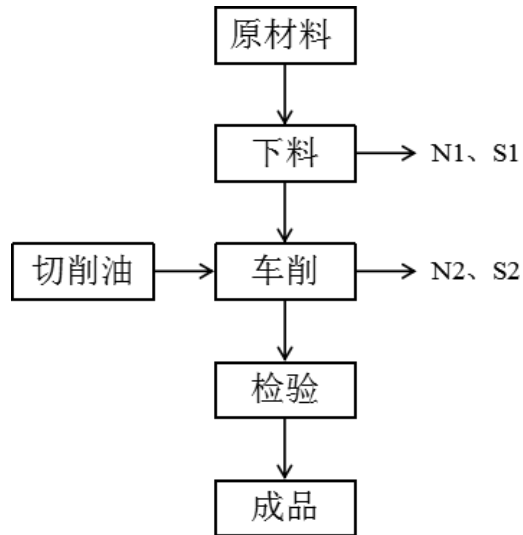 原材料
下料
N1、S1
切削油
车削
N2、S2
检验
成品